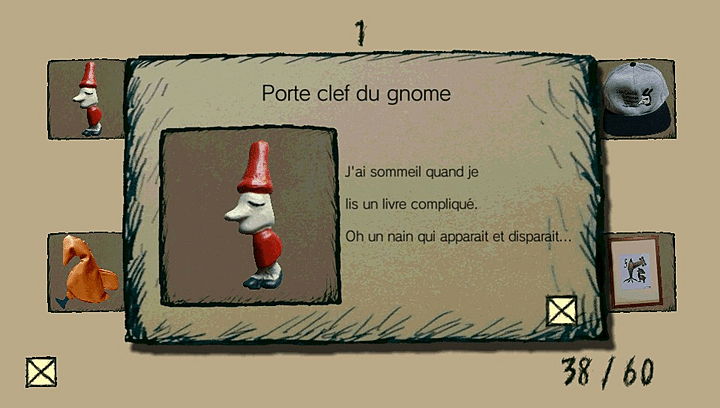 1
Porte clef du gnome
J'ai sommeil quand je
lis un livre compliqué.
Oh un nain qui apparait et disparait...
38 / 60